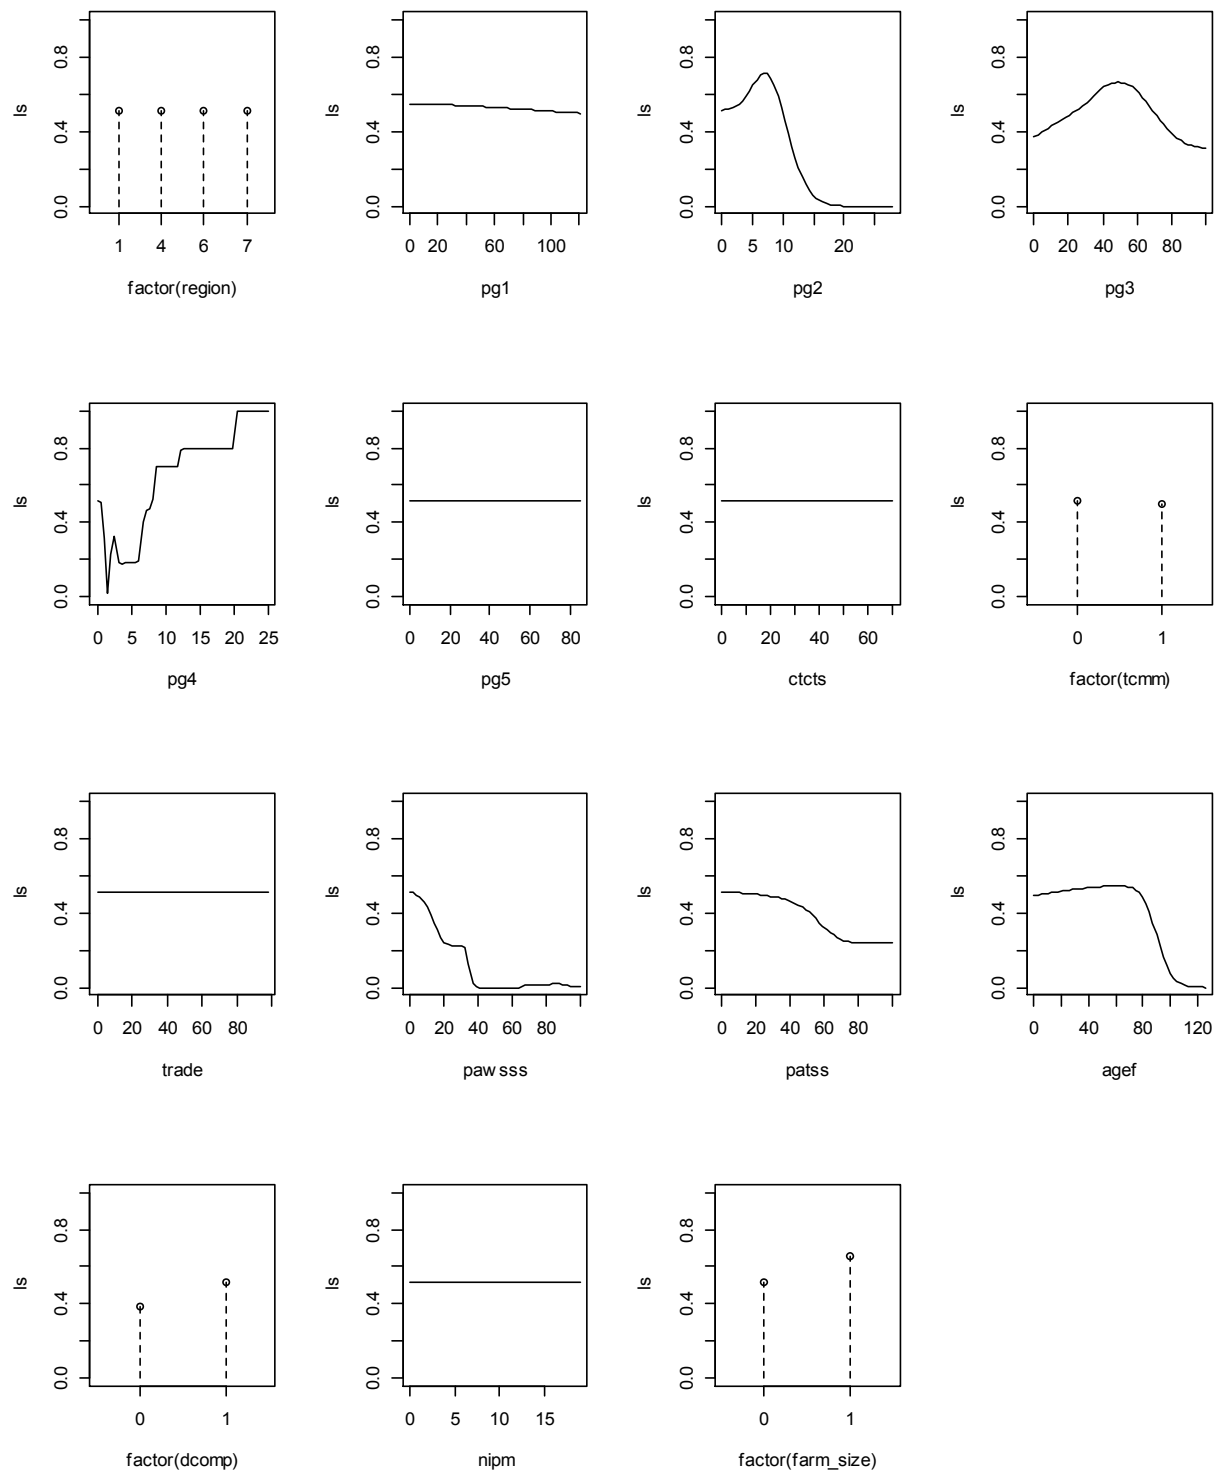 ls 0.0 0.4 0.8
1 4 6 7
factor(region)
ls 0.0 0.4 0.8
0 20 60 100
pg1
ls 0.0 0.4 0.8
0 5 10 20
pg2
ls 0.0 0.4 0.8
0 20 40 60 80
pg3
ls 0.0 0.4 0.8
0 5 10 15 20 25
pg4
ls 0.0 0.4 0.8
0 20 40 60 80
pg5
ls 0.0 0.4 0.8
0 20 40 60
ctcts
ls 0.0 0.4 0.8
0 1
factor(tcmm)
ls 0.0 0.4 0.8
0 20 40 60 80
trade
ls 0.0 0.4 0.8
0 20 40 60 80
paw sss
ls 0.0 0.4 0.8
0 20 40 60 80
patss
ls 0.0 0.4 0.8
0 40 80 120
agef
ls 0.0 0.4 0.8
0 1
factor(dcomp)
ls 0.0 0.4 0.8
0 5 10 15
nipm
ls 0.0 0.4 0.8
0 1
factor(farm_size)